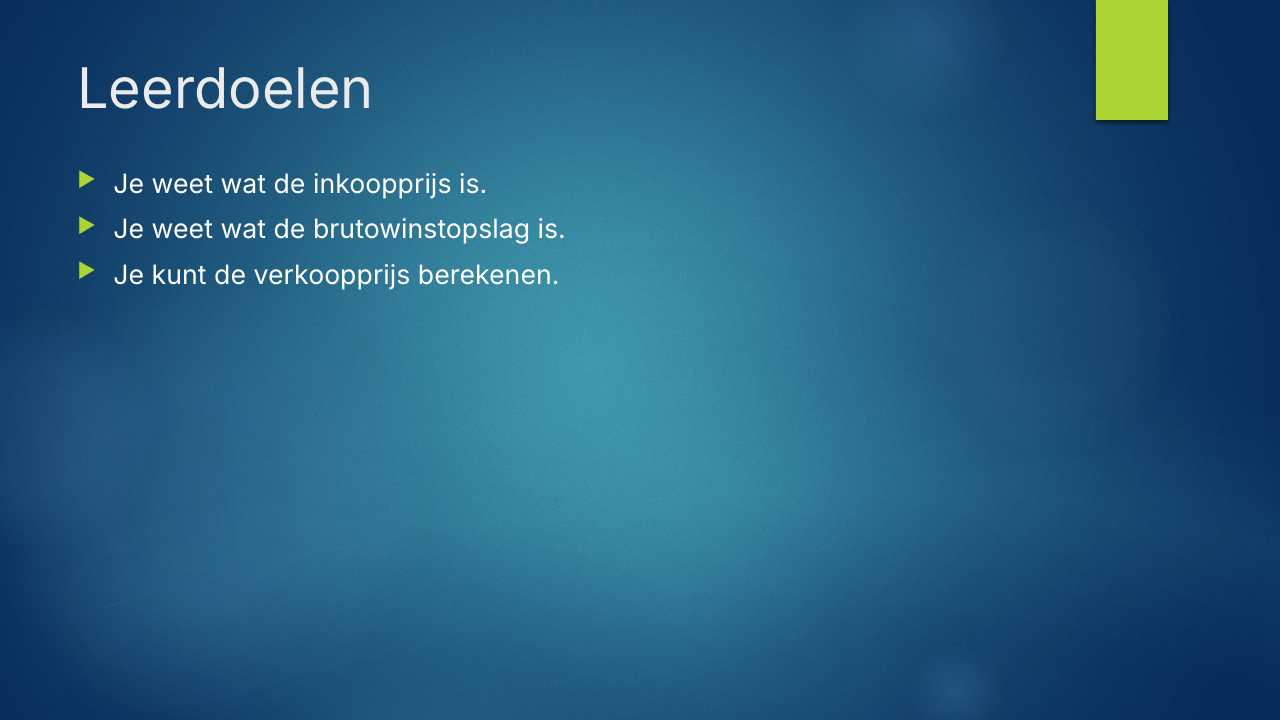 Leerdoelen
Je weet wat de inkoopprijs is.
Je weet wat de brutowinstopslag is.
Je kunt de verkoopprijs berekenen.